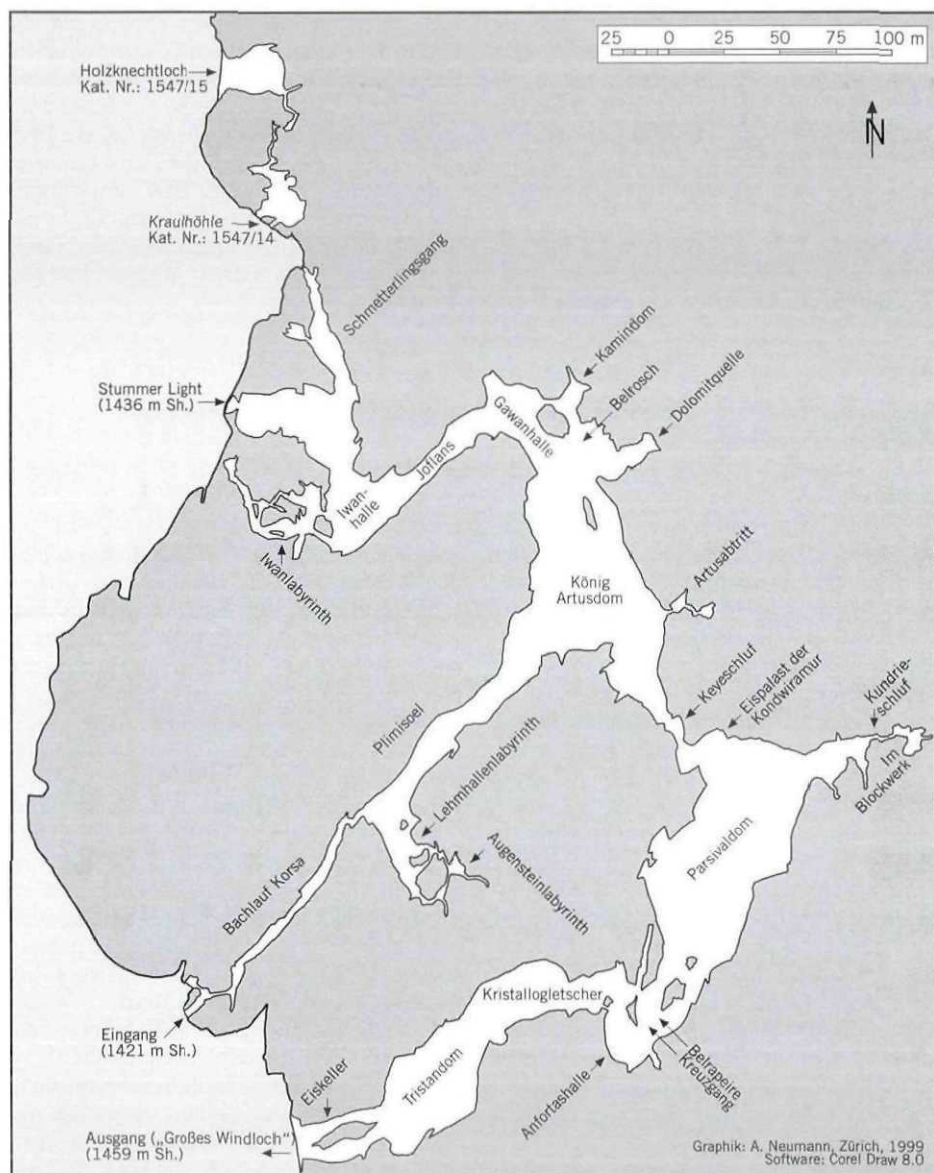 25 0 25 50 75 100 m
N
Holzknechtloch
Kat. Nr.: 1547/15
Kraulhöhle
Kat. Nr.: 1547/14
Schmetterlingsgang
Stummer Light
(1436 m Sh.)
Kamindom
Belrosch
Dolomitquelle
Gawanhalle
Joflans
Iwan-
halle
Iwanlabyrinth
König
Artusdom
Artusabtritt
Keyeschluf
Eispalast der
Kondwiramur
Kundrie-
schluf
Im
Blockwerk
Plimisoel
Lehmhallenlabyrinth
Augensteinlabyrinth
Parsivaldom
Bachlauf Korsa
Eingang
(1421 m Sh.)
Kristallogletscher
Tristandom
Eiskeller
Anfortashalle
Belrapeire
Kreuzgang
Ausgang („Großes Windloch“)
(1459 m Sh.)
Graphik: A. Neumann, Zürich, 1999
Software: Corel Draw 8.0